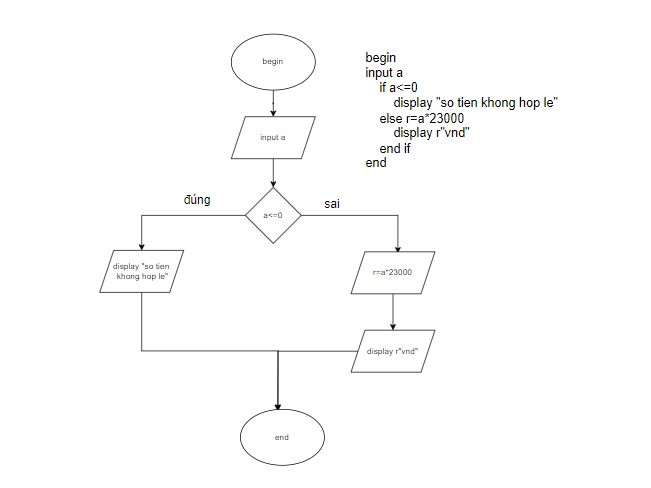 begin
input a
if a<=0
display "so tien khong hop le"
else r=a*23000
display r"vnd"
end if
end
begin
input a
a<=0
đúng
sai
display "so tien
khong hop le"
r=a*23000
display r"vnd"
end